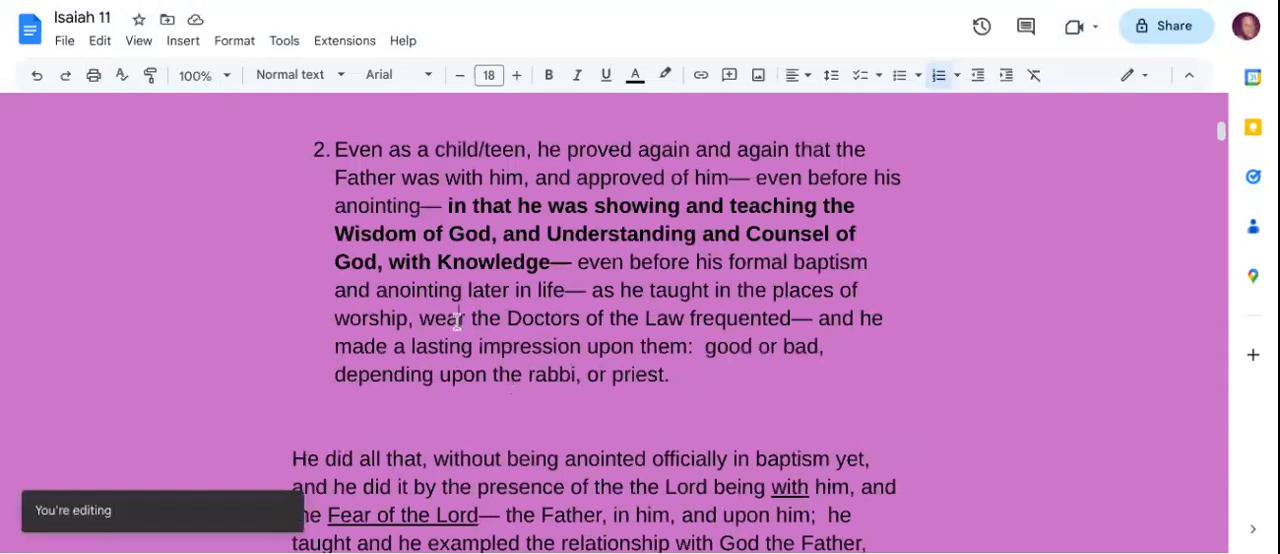 Isaiah 11
File Edit View Insert Format Tools Extensions Help
Share
100% Normal text Arial – 18 + B I U A
2. Even as a child/teen, he proved again and again that the
Father was with him, and approved of him— even before his
anointing— in that he was showing and teaching the
Wisdom of God, and Understanding and Counsel of
God, with Knowledge— even before his formal baptism
and anointing later in life— as he taught in the places of
worship, wear the Doctors of the Law frequented— and he
made a lasting impression upon them: good or bad,
depending upon the rabbi, or priest.
He did all that, without being anointed officially in baptism yet,
and he did it by the presence of the the Lord being with him, and
he Fear of the Lord— the Father, in him, and upon him; he
taught and he exampled the relationship with God the Father,
You're editing